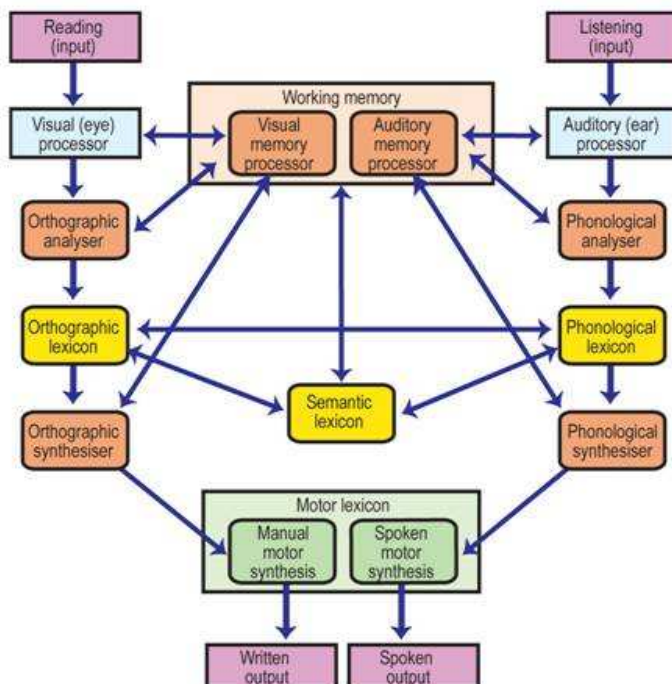 Reading
(input)
Listening
(input)
Working memory
Visual (eye)
processor
Visual
memory
processor
Auditory
memory
processor
Auditory (ear)
processor
Orthographic
analyser
Phonological
analyser
Orthographic
lexicon
Phonological
lexicon
Semantic
lexicon
Orthographic
synthesiser
Phonological
synthesiser
Motor lexicon
Manual
motor
synthesis
Spoken
motor
synthesis
Written
output
Spoken
output